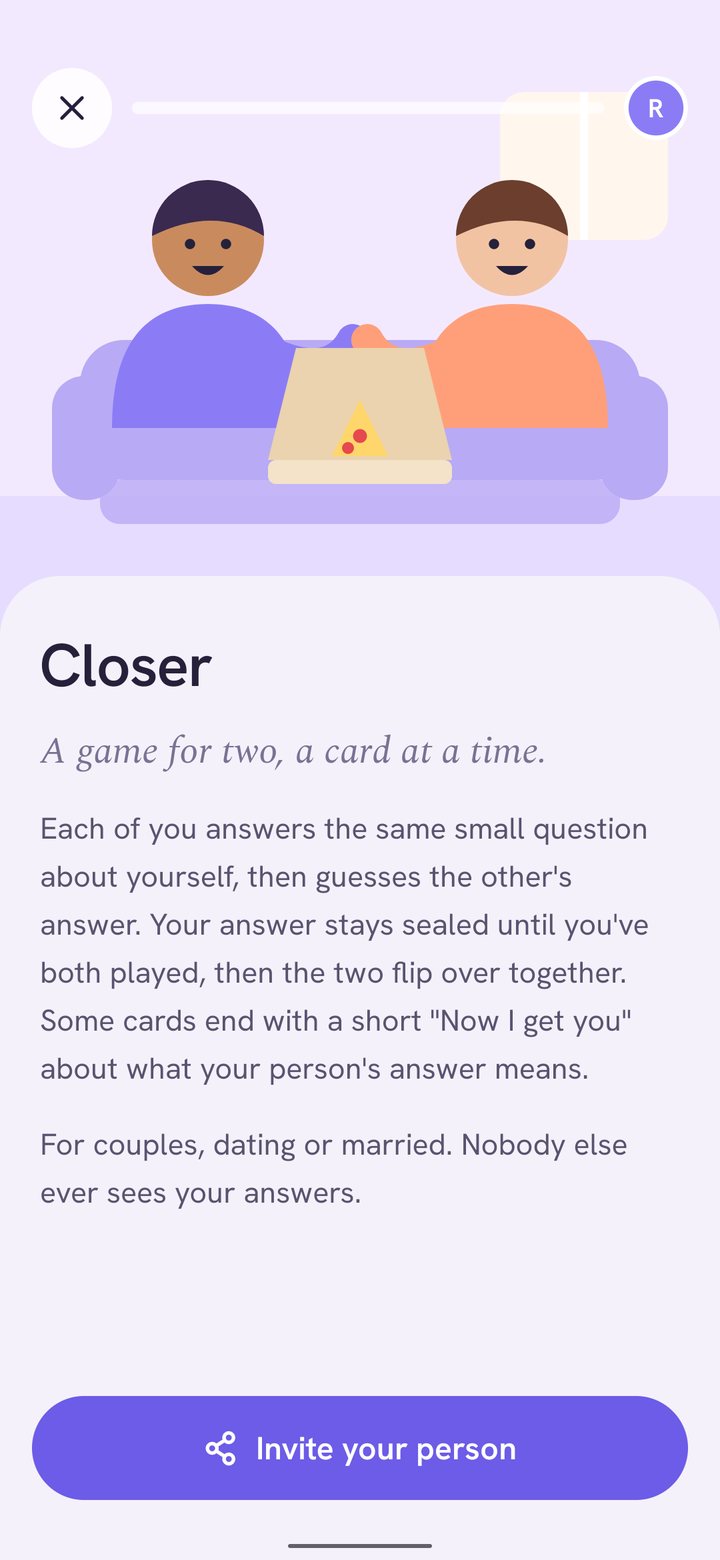 R
Closer
A game for two, a card at a time.
Each of you answers the same small question
about yourself, then guesses the other's
answer. Your answer stays sealed until you've
both played, then the two flip over together.
Some cards end with a short "Now I get you"
about what your person's answer means.
For couples, dating or married. Nobody else
ever sees your answers.
Invite your person